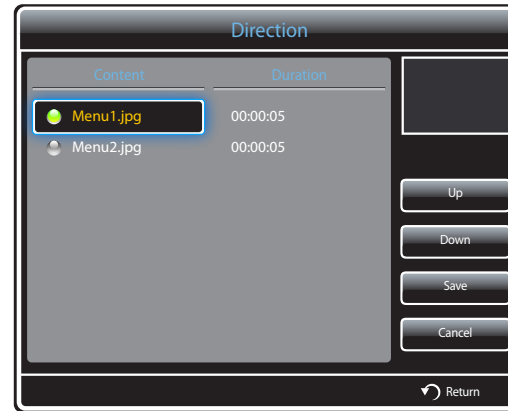 Direction
Content Duration
Menu1.jpg 00:00:05
Menu2.jpg 00:00:05
Up
Down
Save
Cancel
Return